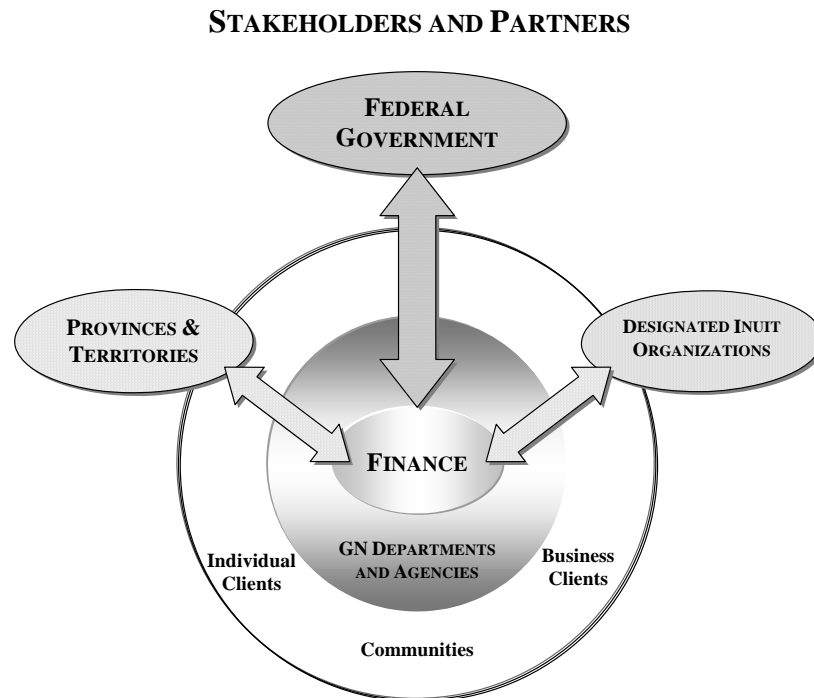 STAKEHOLDERS AND PARTNERS
FEDERAL
GOVERNMENT
PROVINCES &
TERRITORIES
DESIGNATED INUIT
ORGANIZATIONS
FINANCE
GN DEPARTMENTS
AND AGENCIES
Individual
Clients
Business
Clients
Communities